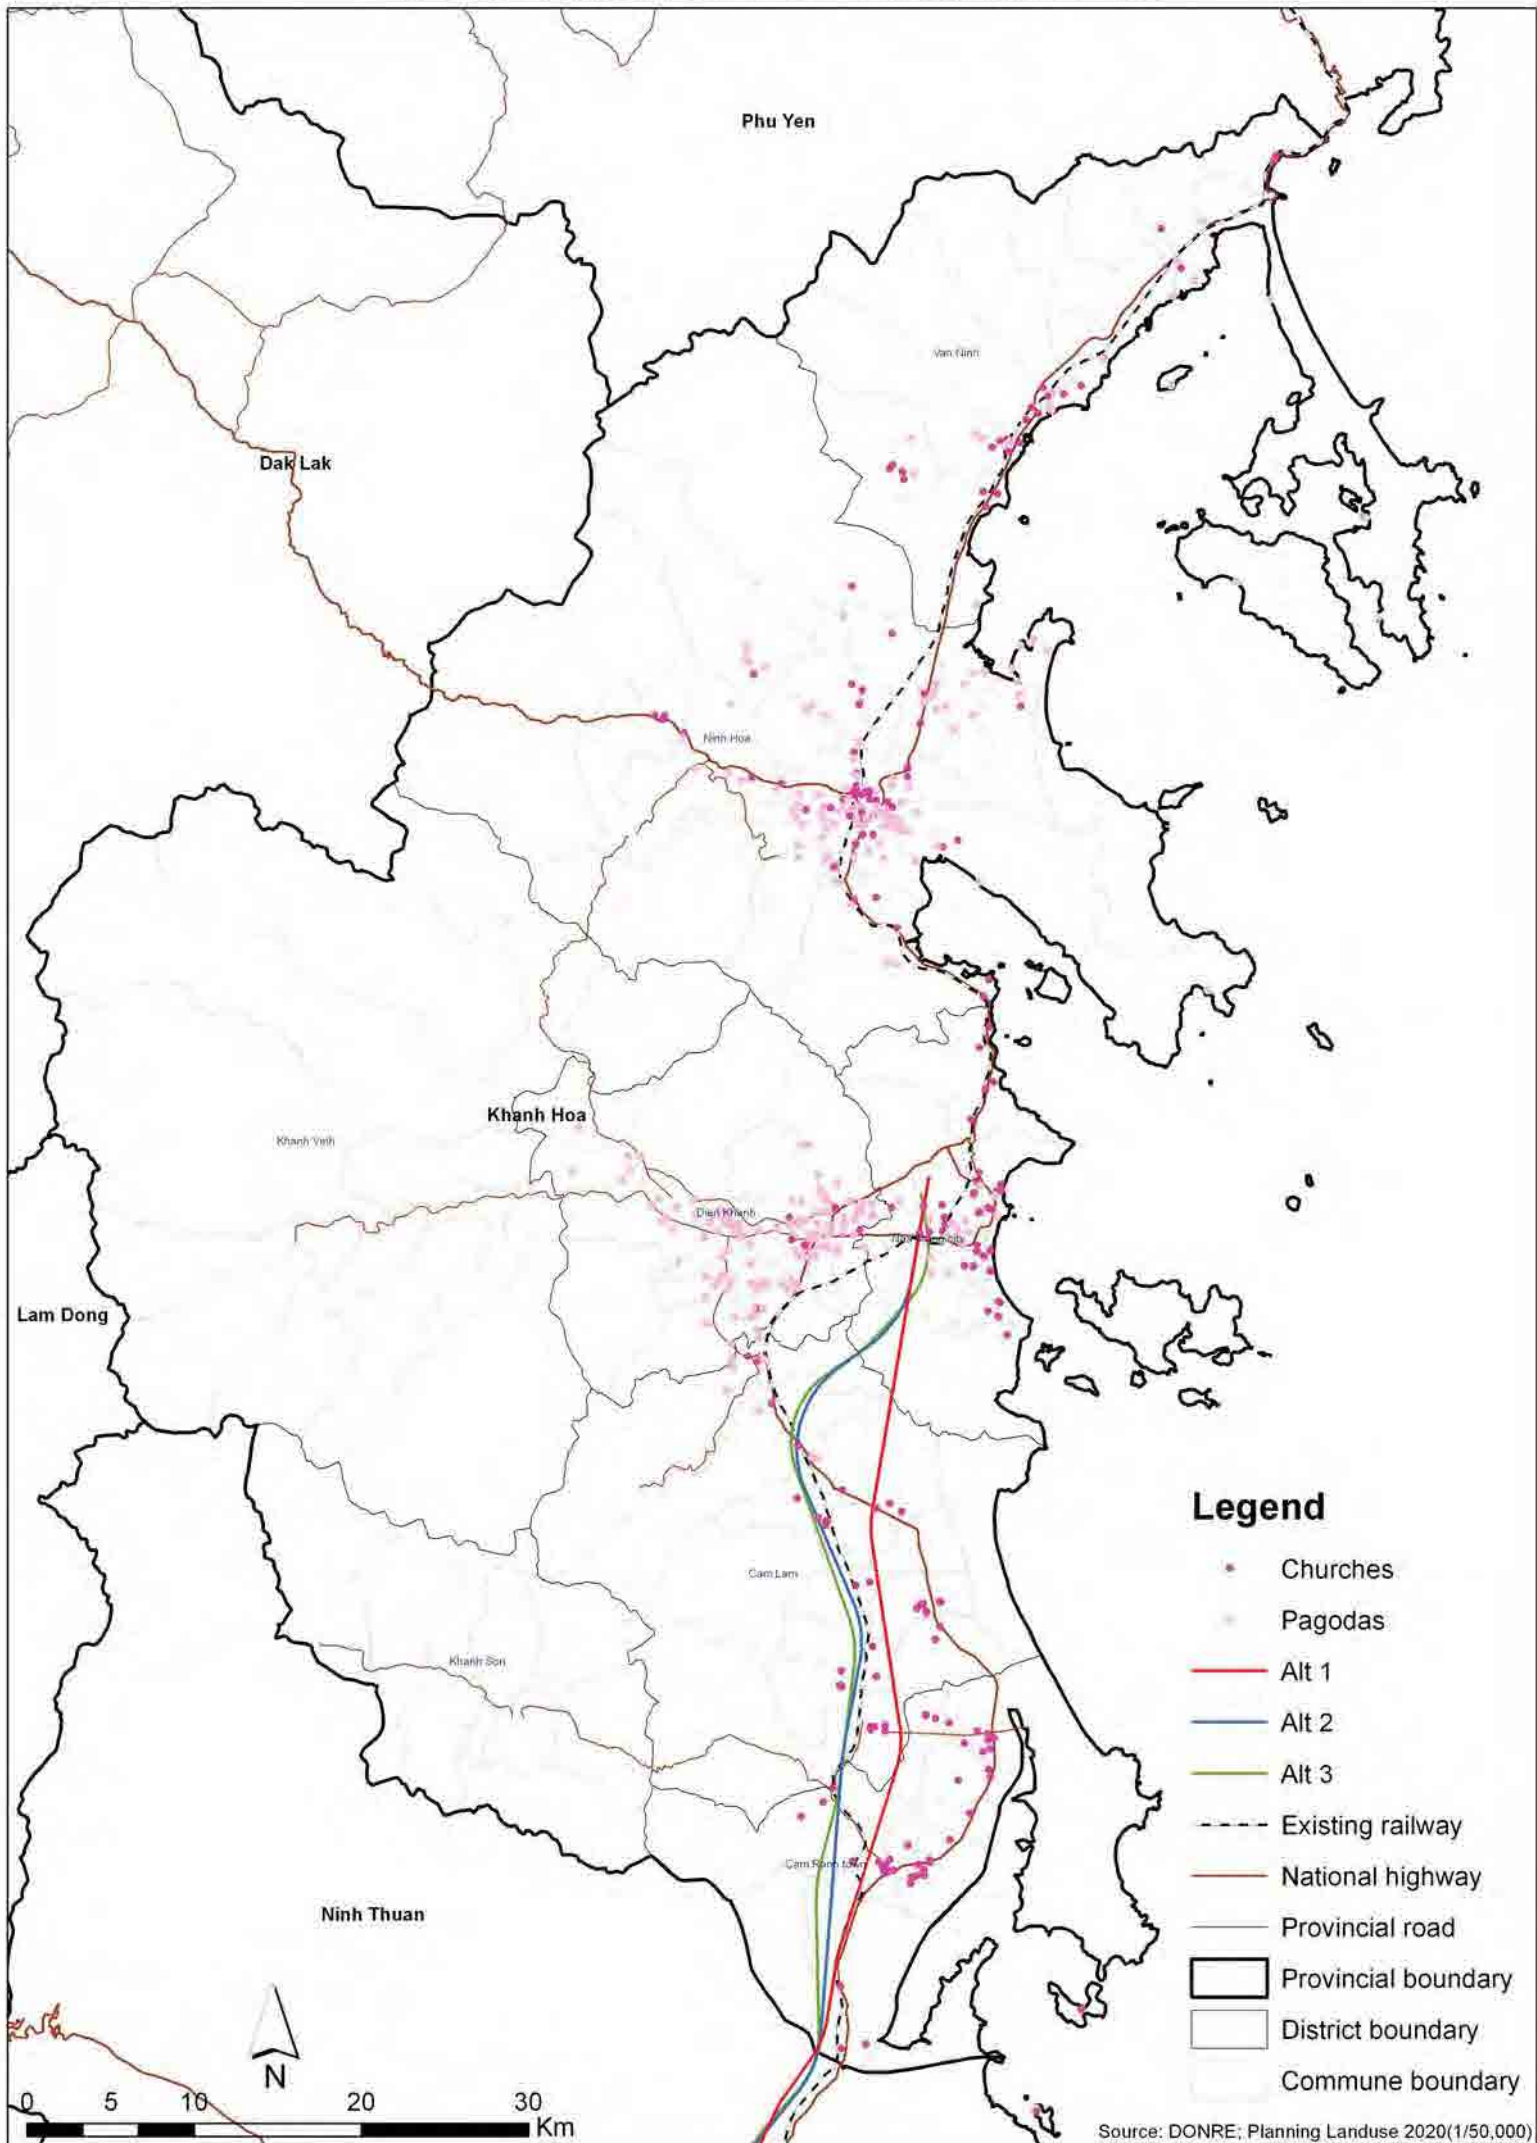 Phu Yen
Van Ninh
Dak Lak
Ninh Hoa
Khanh Hoa
Khanh Vinh
Dien Khanh
Lam Dong
Cam Lam
Khanh Son
Cam Ranh town
Ninh Thuan
Legend
Churches
Pagodas
Alt 1
Alt 2
Alt 3
Existing railway
National highway
Provincial road
Provincial boundary
District boundary
Commune boundary
N
0 5 10 20 30
Km
Source: DONRE; Planning Landuse 2020(1/50,000)